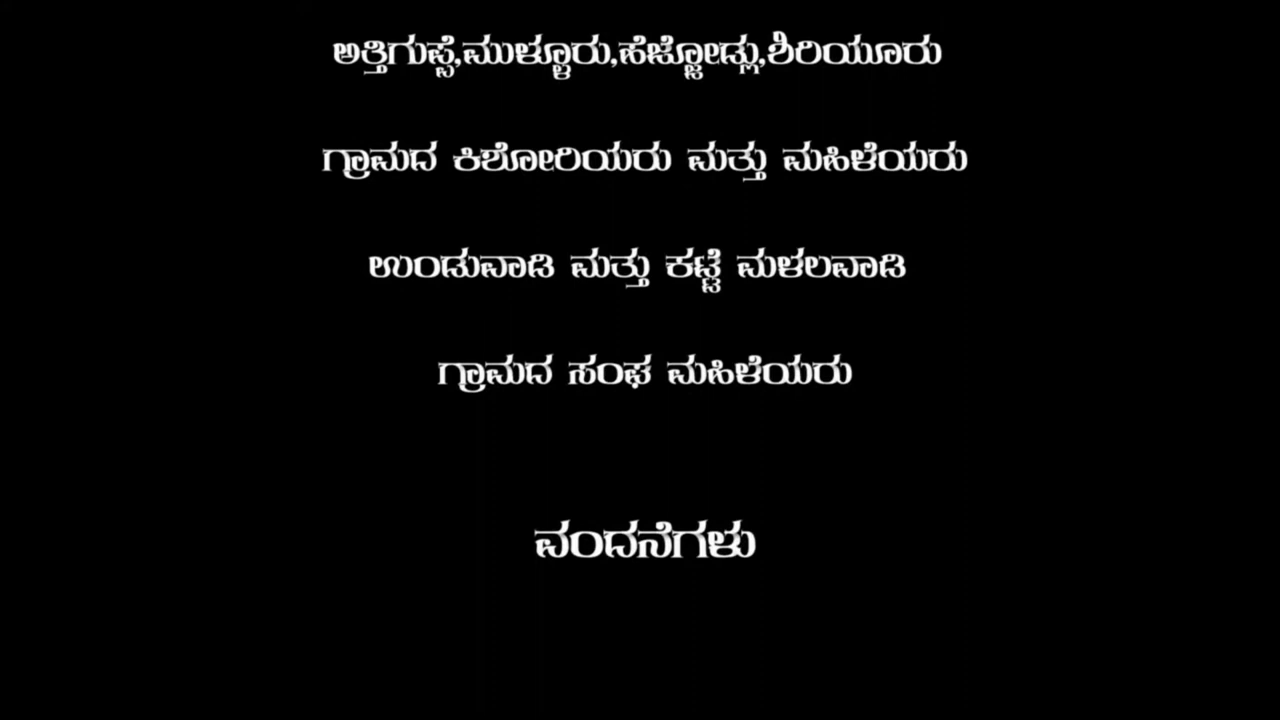 ಅತ್ತಿಗುಪ್ಪೆ,ಮುಳ್ಳೂರು,ಹೆಜ್ಜೋಡ್ಲು,ಶಿರಿಯೂರು
ಗ್ರಾಮದ ಕಿಶೋರಿಯರು ಮತ್ತು ಮಹಿಳೆಯರು
ಉಂಡುವಾಡಿ ಮತ್ತು ಕಟ್ಟೆ ಮಳಲವಾಡಿ
ಗ್ರಾಮದ ಸಂಘ ಮಹಿಳೆಯರು
ವಂದನೆಗಳು